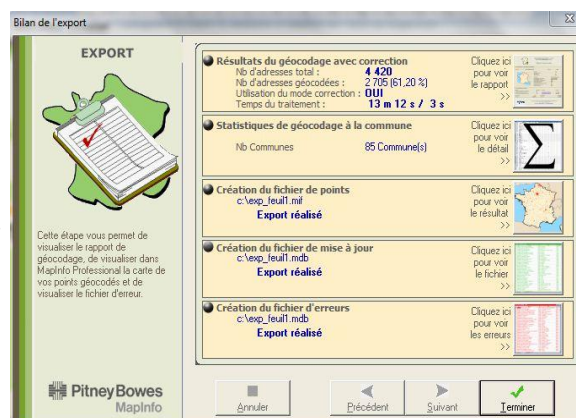 Bilan de l'export
EXPORT
Cette étape vous permet de
visualiser le rapport de
géocodage, de visualiser dans
MapInfo Professional la carte de
vos points géocodés et de
visualiser le fichier d'erreur.
PitneyBowes
MapInfo
Résultats du géocodage avec correction
Nb d'adresses total : 4 420
Nb d'adresses géocodées : 2 705 (61,20 %)
Utilisation du mode correction : OUI
Temps du traitement : 13 m 12 s / 3 s
Cliquez ici
pour voir
le rapport
>>
Statistiques de géocodage à la commune
Nb Communes 85 Commune(s)
Cliquez ici
pour voir
le détail
>>
Σ
Création du fichier de points
c:\exp_feuil1.mif
Export réalisé
Cliquez ici
pour voir
le résultat
>>
Création du fichier de mise à jour
c:\exp_feuil1.mdb
Export réalisé
Cliquez ici
pour voir
le fichier
>>
Création du fichier d'erreurs
c:\exp_feuil1.mdb
Export réalisé
Cliquez ici
pour voir
les erreurs
>>
Annuler
Précédent
Suivant
Terminer